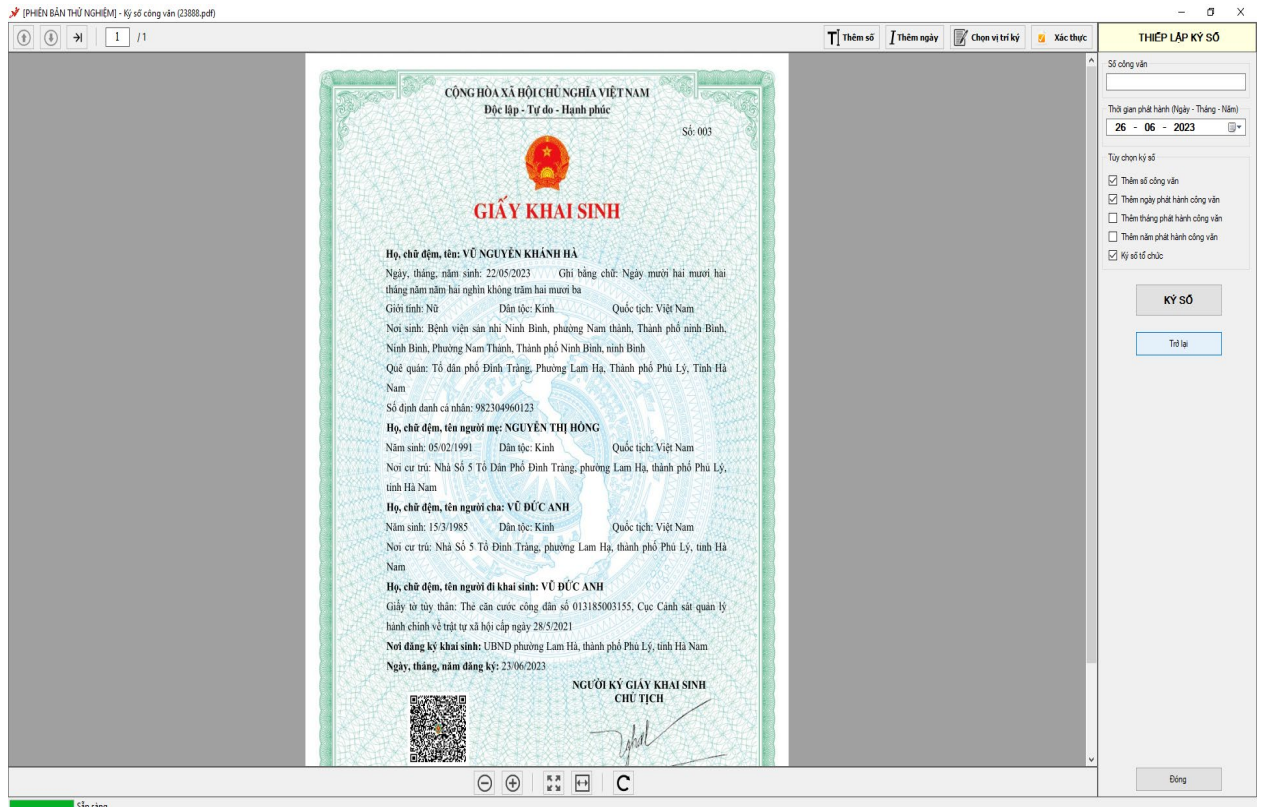 [PHIÊN BẢN THỬ NGHIỆM] - Ký số công văn (23888.pdf)
1 /1
Thêm số Thêm ngày Chọn vị trí ký Xác thực
THIẾP LẬP KÝ SỐ
CỘNG HÒA XÃ HỘI CHỦ NGHĨA VIỆT NAM
Độc lập - Tự do - Hạnh phúc
Số: 003
GIẤY KHAI SINH
Họ, chữ đệm, tên: VŨ NGUYỄN KHÁNH HÀ
Ngày, tháng, năm sinh: 22/05/2023 Ghi bằng chữ: Ngày mười hai mươi hai
tháng năm năm hai nghìn không trăm hai mươi ba
Giới tính: Nữ Dân tộc: Kinh Quốc tịch: Việt Nam
Nơi sinh: Bệnh viện sản nhi Ninh Bình, phường Nam thành, Thành phố ninh Bình,
Ninh Bình, Phường Nam Thành, Thành phố Ninh Bình, ninh Bình
Quê quán: Tổ dân phố Đình Tràng, Phường Lam Hạ, Thành phố Phủ Lý, Tỉnh Hà
Nam
Số định danh cá nhân: 982304960123
Họ, chữ đệm, tên người mẹ: NGUYỄN THỊ HỒNG
Năm sinh: 05/02/1991 Dân tộc: Kinh Quốc tịch: Việt Nam
Nơi cư trú: Nhà Số 5 Tổ Dân Phố Đình Tràng, phường Lam Hạ, thành phố Phủ Lý,
tỉnh Hà Nam
Họ, chữ đệm, tên người cha: VŨ ĐỨC ANH
Năm sinh: 15/3/1985 Dân tộc: Kinh Quốc tịch: Việt Nam
Nơi cư trú: Nhà Số 5 Tổ Đình Tràng, phường Lam Hạ, thành phố Phủ Lý, tỉnh Hà
Nam
Họ, chữ đệm, tên người đi khai sinh: VŨ ĐỨC ANH
Giấy tờ tùy thân: Thẻ căn cước công dân số 013185003155, Cục Cảnh sát quản lý
hành chính về trật tự xã hội cấp ngày 28/5/2021
Nơi đăng ký khai sinh: UBND phường Lam Hà, thành phố Phủ Lý, tỉnh Hà Nam
Ngày, tháng, năm đăng ký: 23/06/2023
NGƯỜI KÝ GIẤY KHAI SINH
CHỦ TỊCH
Số công văn
Thời gian phát hành (Ngày - Tháng - Năm)
26 - 06 - 2023
Tùy chọn ký số
Thêm số công văn
Thêm ngày phát hành công văn
Thêm tháng phát hành công văn
Thêm năm phát hành công văn
Ký số tổ chức
KÝ SỐ
Trở lại
Đóng
Sẵn sàng